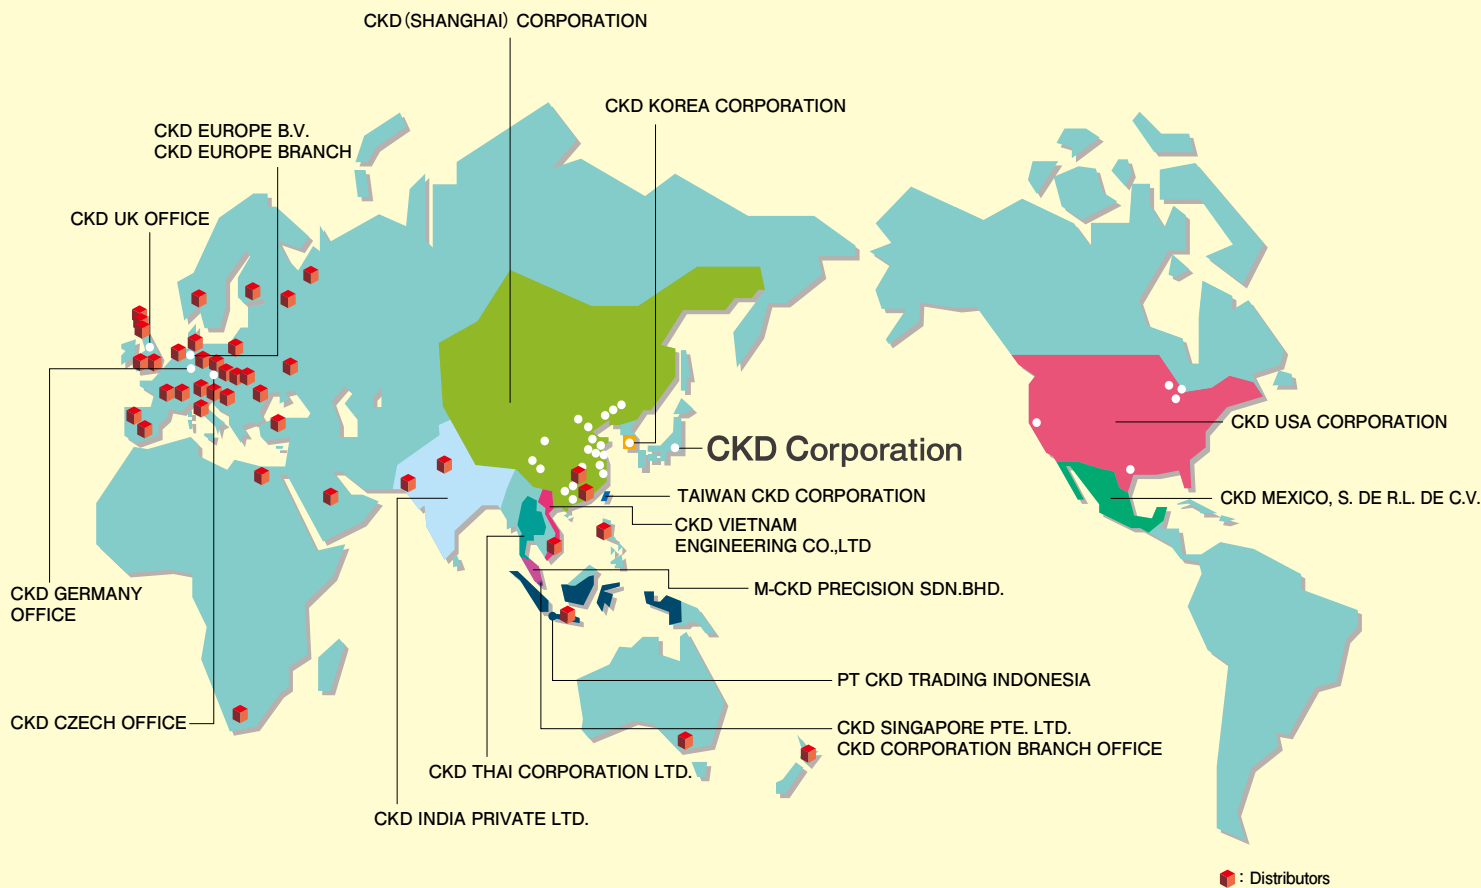 CKD(SHANGHAI) CORPORATION
CKD KOREA CORPORATION
CKD EUROPE B.V.
CKD EUROPE BRANCH
CKD UK OFFICE
CKD USA CORPORATION
CKD Corporation
TAIWAN CKD CORPORATION
CKD MEXICO, S. DE R.L. DE C.V.
CKD VIETNAM
ENGINEERING CO.,LTD
M-CKD PRECISION SDN.BHD.
CKD GERMANY
OFFICE
PT CKD TRADING INDONESIA
CKD CZECH OFFICE
CKD SINGAPORE PTE. LTD.
CKD CORPORATION BRANCH OFFICE
CKD THAI CORPORATION LTD.
CKD INDIA PRIVATE LTD.
: Distributors